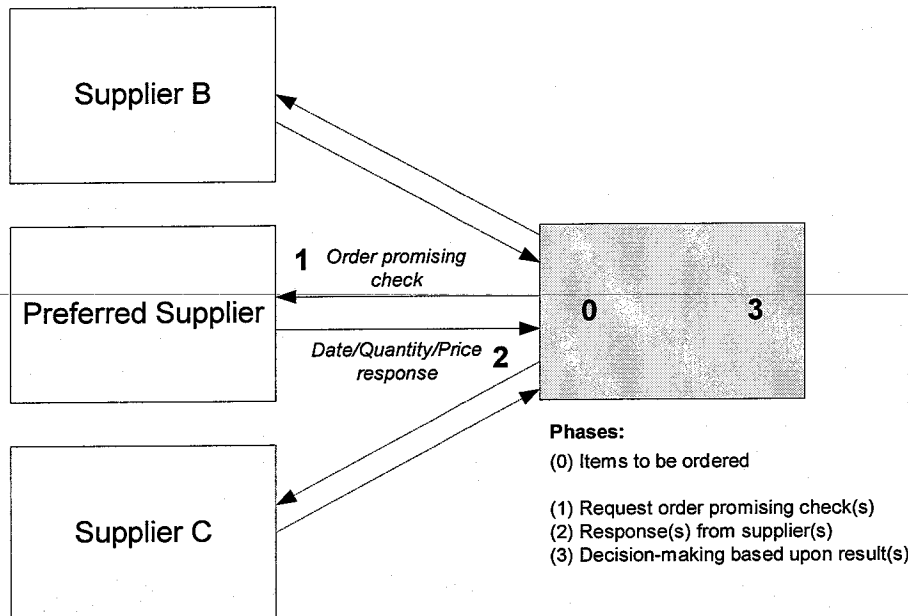 Supplier B
1 Order promising
check
Preferred Supplier
0 3
Date/Quantity/Price 2
response
Phases:
(0) Items to be ordered
Supplier C
(1) Request order promising check(s)
(2) Response(s) from supplier(s)
(3) Decision-making based upon result(s)